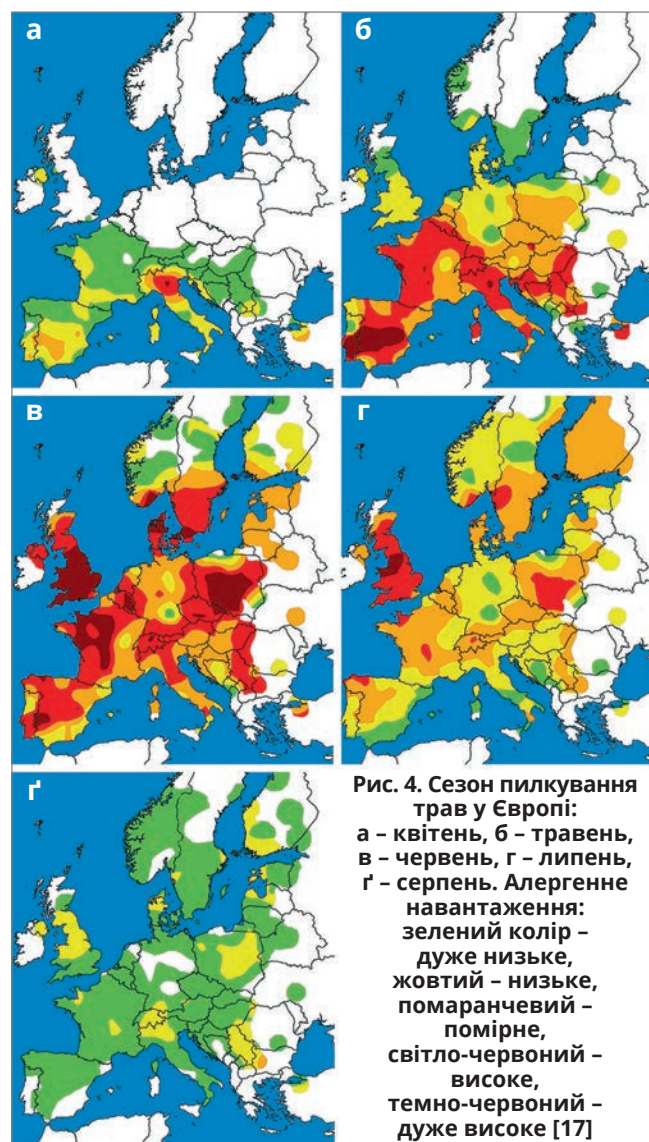 а
б
в
г
ґ
Рис. 4. Сезон пилкування
трав у Європі:
а – квітень, б – травень,
в – червень, г – липень,
ґ – серпень. Алергенне
навантаження:
зелений колір –
дуже низьке,
жовтий – низьке,
помаранчевий –
помірне,
світло-червоний –
високе,
темно-червоний –
дуже високе [17]